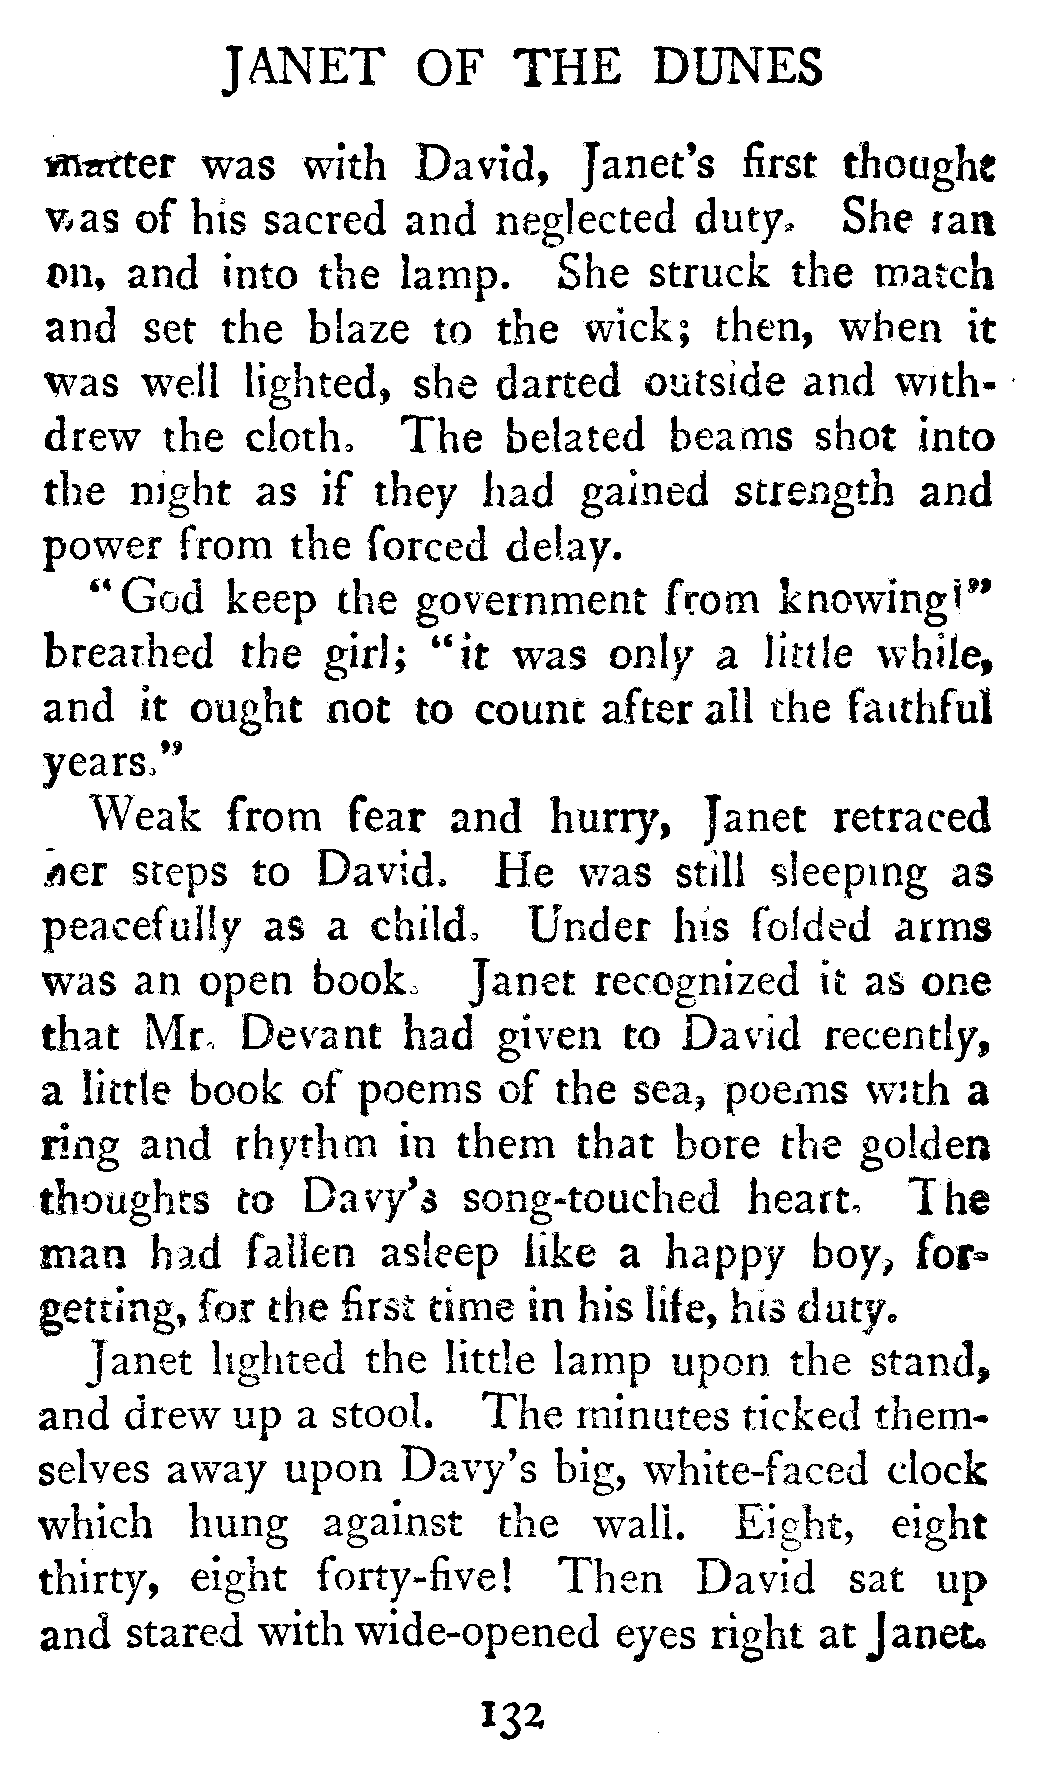 JANET OF THE DUNES
matter was with David, Janet's first thought
was of his sacred and neglected duty. She ran
on, and into the lamp. She struck the match
and set the blaze to the wick; then, when it
was well lighted, she darted outside and with-
drew the cloth. The belated beams shot into
the night as if they had gained strength and
power from the forced delay.
"God keep the government from knowing!"
breathed the girl; "it was only a little while,
and it ought not to count after all the faithful
years."
Weak from fear and hurry, Janet retraced
her steps to David. He was still sleeping as
peacefully as a child. Under his folded arms
was an open book. Janet recognized it as one
that Mr. Devant had given to David recently,
a little book of poems of the sea, poems with a
ring and rhythm in them that bore the golden
thoughts to Davy's song-touched heart. The
man had fallen asleep like a happy boy, for-
getting, for the first time in his life, his duty.
Janet lighted the little lamp upon the stand,
and drew up a stool. The minutes ticked them-
selves away upon Davy's big, white-faced clock
which hung against the wall. Eight, eight
thirty, eight forty-five! Then David sat up
and stared with wide-opened eyes right at Janet.
132